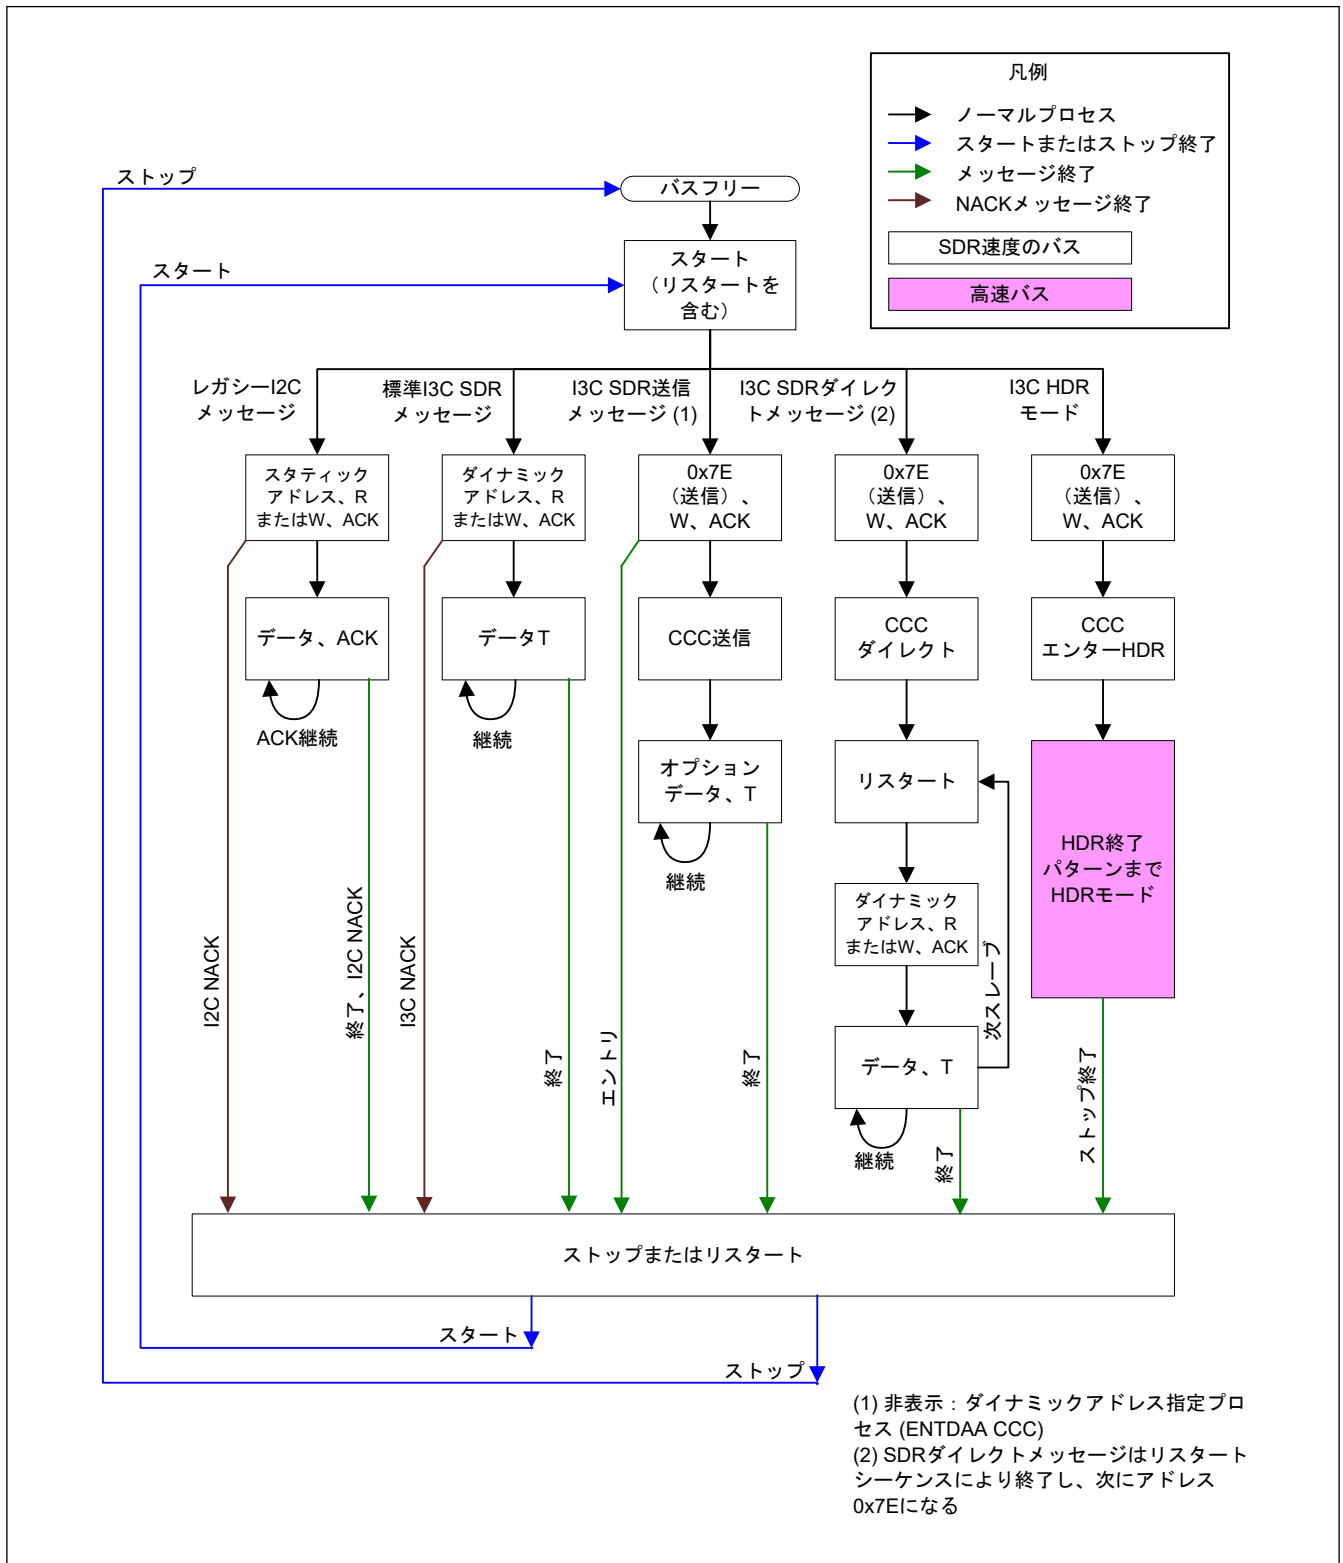 凡例
ノーマルプロセス
スタートまたはストップ終了
メッセージ終了
NACKメッセージ終了
SDR速度のバス
高速バス
ストップ
バスフリー
スタート
スタート
（リスタートを
含む）
レガシーI2C
メッセージ
標準I3C SDR
メッセージ
I3C SDR送信
メッセージ (1)
I3C SDRダイレク
トメッセージ (2)
I3C HDR
モード
スタティック
アドレス、R
またはW、ACK
ダイナミック
アドレス、R
またはW、ACK
0x7E
（送信）、
W、ACK
0x7E
（送信）、
W、ACK
0x7E
（送信）、
W、ACK
データ、ACK
データT
CCC送信
CCC
ダイレクト
CCC
エンターHDR
ACK継続
継続
オプション
データ、T
継続
リスタート
HDR終了
パターンまで
HDRモード
ダイナミック
アドレス、R
またはW、ACK
データ、T
次スレーブ
継続
I2C NACK
終了、I2C NACK
I3C NACK
終了
エントリ
終了
終了
ストップ終了
ストップまたはリスタート
スタート
ストップ
(1) 非表示：ダイナミックアドレス指定プロ
セス (ENTDAA CCC)
(2) SDRダイレクトメッセージはリスタート
シーケンスにより終了し、次にアドレス
0x7Eになる